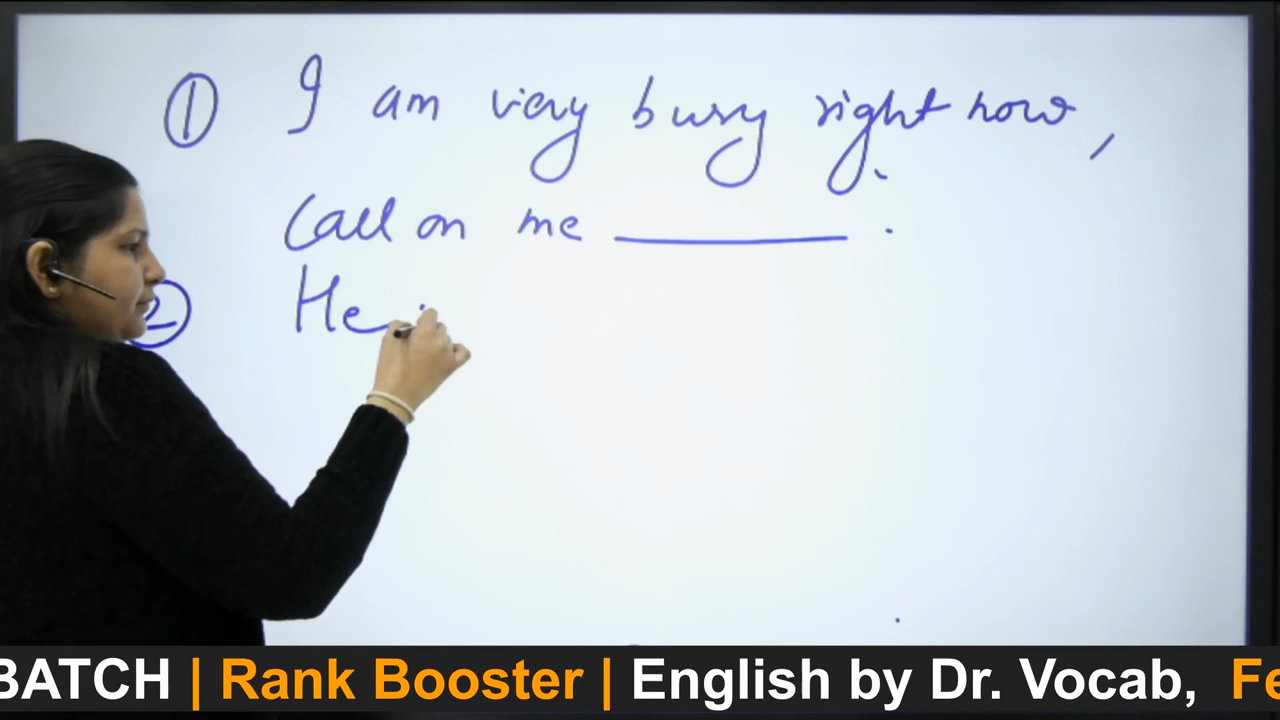 ① I am very busy right now,
Call on me ________ .
② He
BATCH | Rank Booster | English by Dr. Vocab, Fe